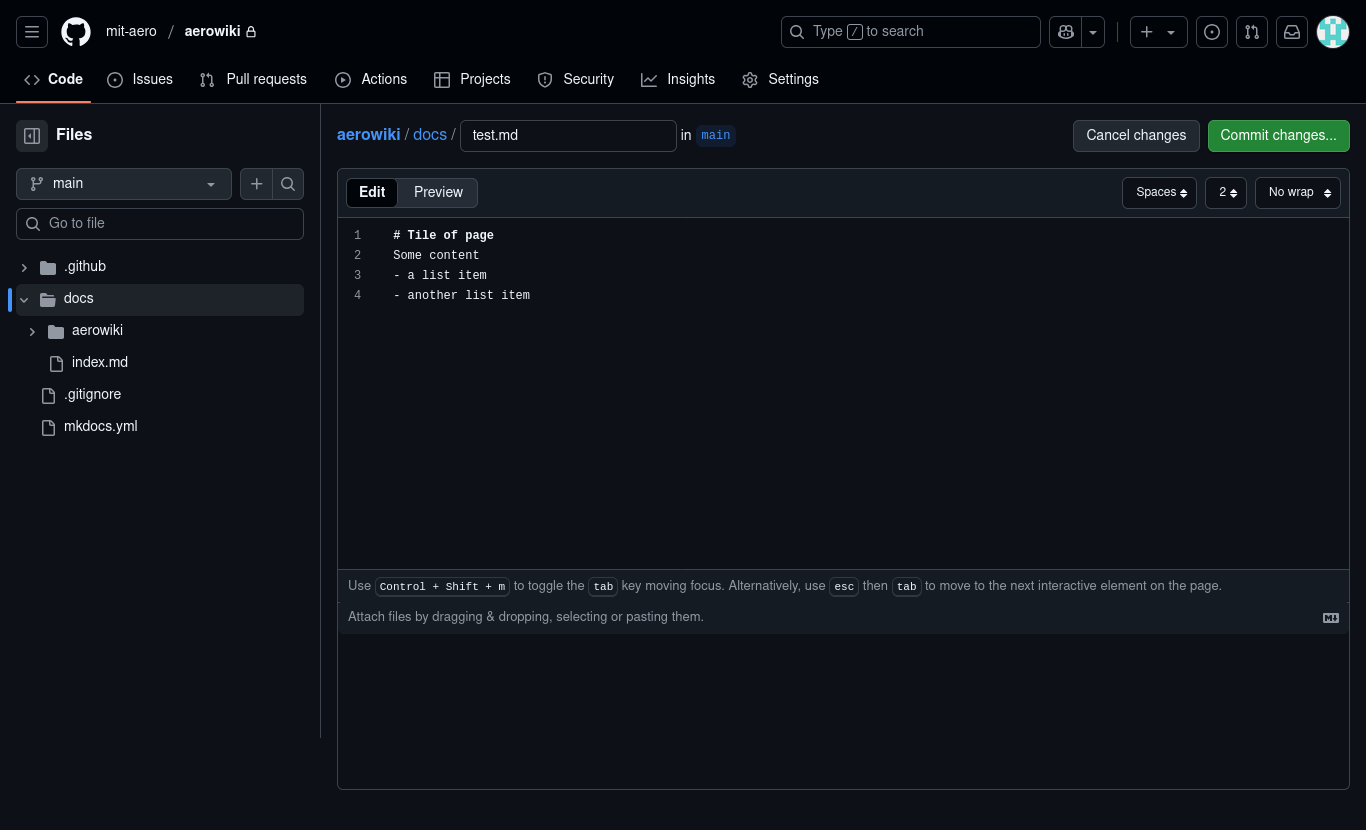 mit-aero / aerowiki
Type / to search
Code
Issues
Pull requests
Actions
Projects
Security
Insights
Settings
Files
main
Go to file
.github
docs
aerowiki
index.md
.gitignore
mkdocs.yml
aerowiki / docs / test.md in main
Cancel changes
Commit changes...
Edit
Preview
Spaces
2
No wrap
1 # Tile of page
2 Some content
3 - a list item
4 - another list item
Use Control + Shift + m to toggle the tab key moving focus. Alternatively, use esc then tab to move to the next interactive element on the page.
Attach files by dragging & dropping, selecting or pasting them.